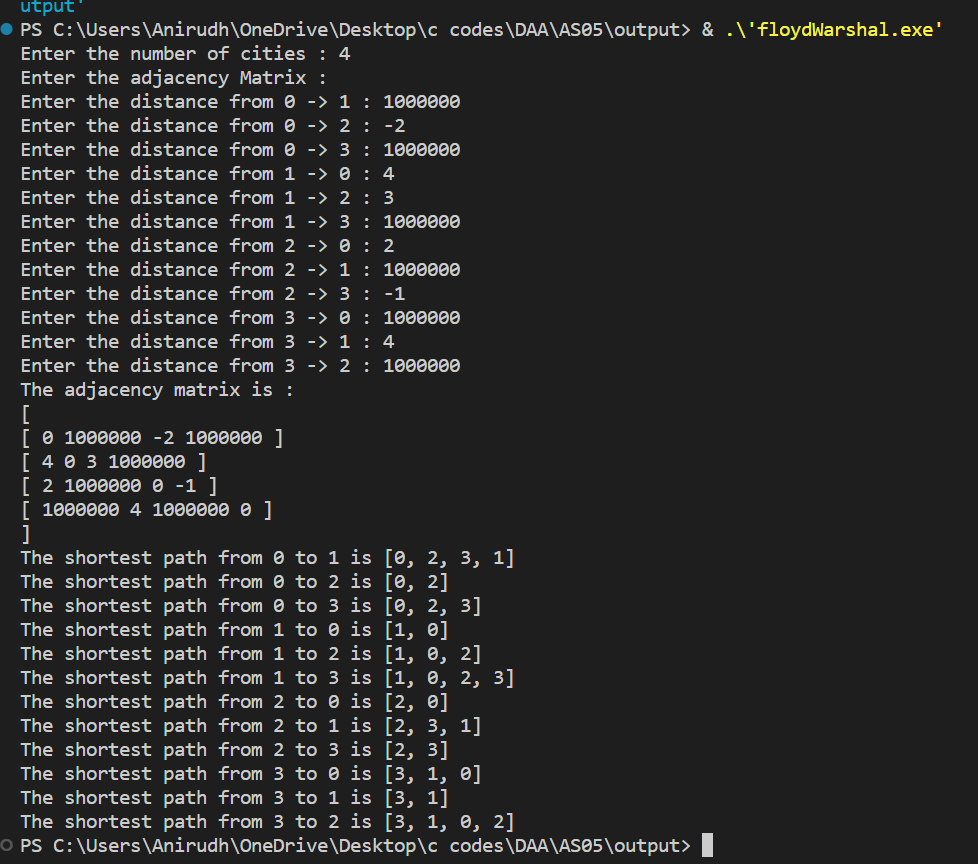 utput'
PS C:\Users\Anirudh\OneDrive\Desktop\c codes\DAA\AS05\output> & .\'floydWarshal.exe'
Enter the number of cities : 4
Enter the adjacency Matrix :
Enter the distance from 0 -> 1 : 1000000
Enter the distance from 0 -> 2 : -2
Enter the distance from 0 -> 3 : 1000000
Enter the distance from 1 -> 0 : 4
Enter the distance from 1 -> 2 : 3
Enter the distance from 1 -> 3 : 1000000
Enter the distance from 2 -> 0 : 2
Enter the distance from 2 -> 1 : 1000000
Enter the distance from 2 -> 3 : -1
Enter the distance from 3 -> 0 : 1000000
Enter the distance from 3 -> 1 : 4
Enter the distance from 3 -> 2 : 1000000
The adjacency matrix is :
[
[ 0 1000000 -2 1000000 ]
[ 4 0 3 1000000 ]
[ 2 1000000 0 -1 ]
[ 1000000 4 1000000 0 ]
]
The shortest path from 0 to 1 is [0, 2, 3, 1]
The shortest path from 0 to 2 is [0, 2]
The shortest path from 0 to 3 is [0, 2, 3]
The shortest path from 1 to 0 is [1, 0]
The shortest path from 1 to 2 is [1, 0, 2]
The shortest path from 1 to 3 is [1, 0, 2, 3]
The shortest path from 2 to 0 is [2, 0]
The shortest path from 2 to 1 is [2, 3, 1]
The shortest path from 2 to 3 is [2, 3]
The shortest path from 3 to 0 is [3, 1, 0]
The shortest path from 3 to 1 is [3, 1]
The shortest path from 3 to 2 is [3, 1, 0, 2]
PS C:\Users\Anirudh\OneDrive\Desktop\c codes\DAA\AS05\output>